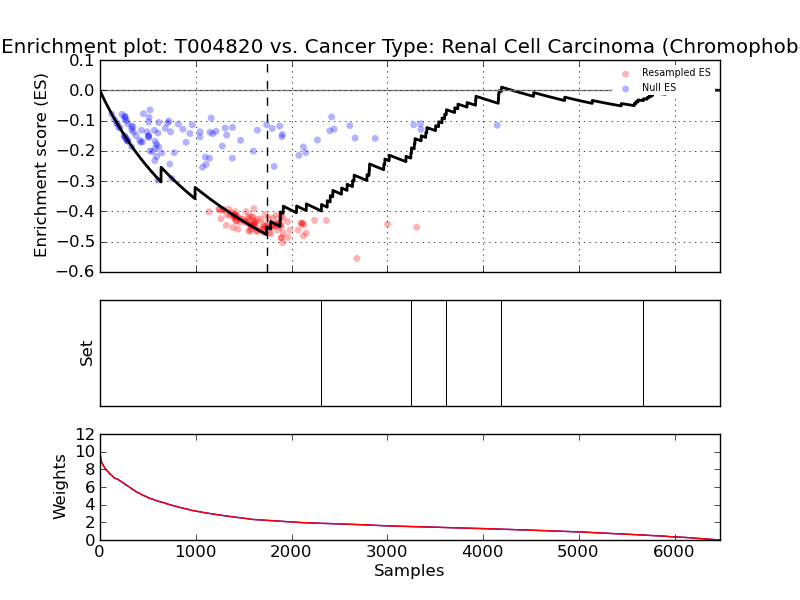 Enrichment plot: T004820 vs. Cancer Type: Renal Cell Carcinoma (Chromophob
0.1
0.0
−0.1
−0.2
−0.3
−0.4
−0.5
−0.6
Enrichment score (ES)
Resampled ES
Null ES
Set
12
10
8
6
4
2
0
Weights
0 1000 2000 3000 4000 5000 6000
Samples